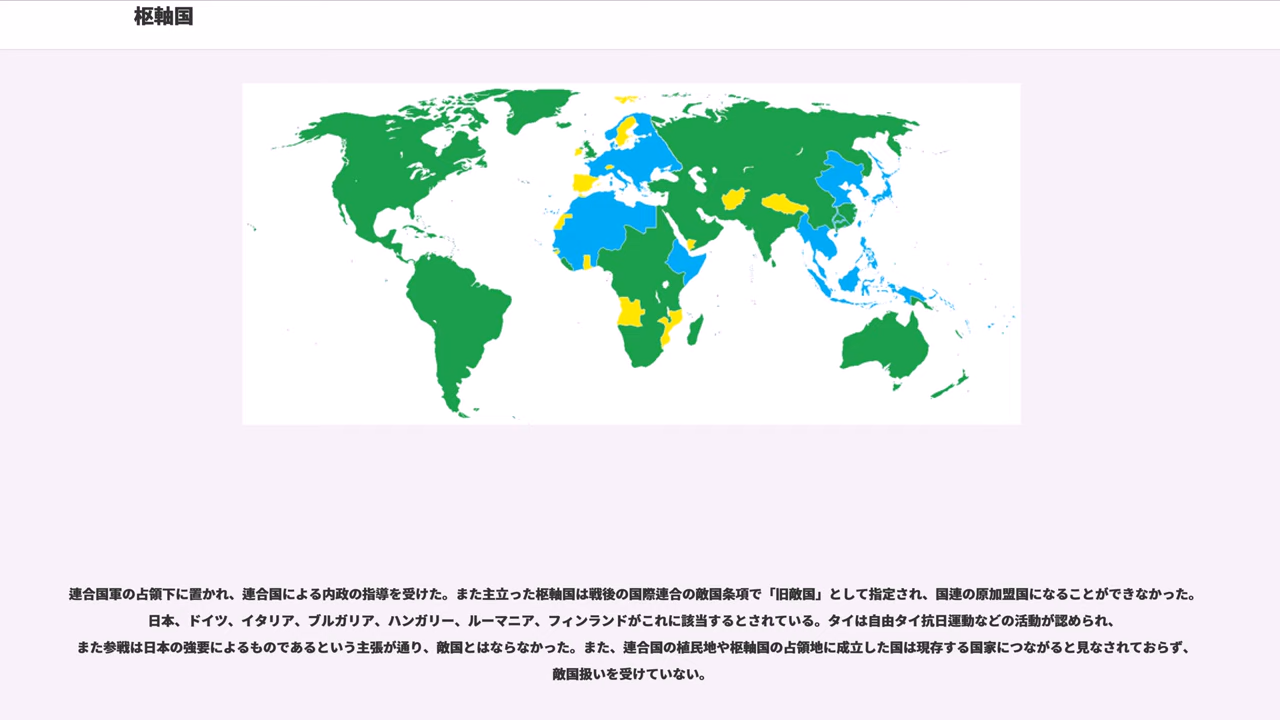 枢軸国
連合国軍の占領下に置かれ、連合国による内政の指導を受けた。また主立った枢軸国は戦後の国際連合の敵国条項で「旧敵国」として指定され、国連の原加盟国になることができなかった。
日本、ドイツ、イタリア、ブルガリア、ハンガリー、ルーマニア、フィンランドがこれに該当するとされている。タイは自由タイ抗日運動などの活動が認められ、
また参戦は日本の強要によるものであるという主張が通り、敵国とはならなかった。また、連合国の植民地や枢軸国の占領地に成立した国は現存する国家につながると見なされておらず、
敵国扱いを受けていない。